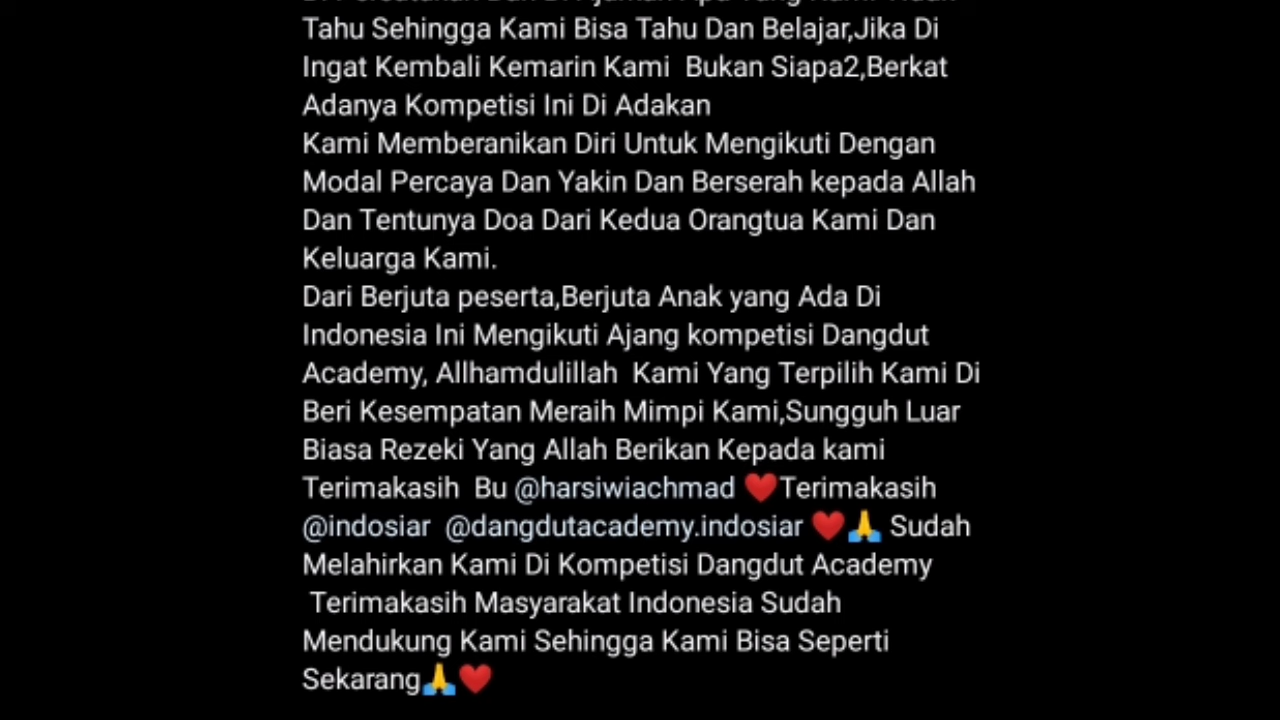 Tahu Sehingga Kami Bisa Tahu Dan Belajar,Jika Di
Ingat Kembali Kemarin Kami  Bukan Siapa2,Berkat
Adanya Kompetisi Ini Di Adakan
Kami Memberanikan Diri Untuk Mengikuti Dengan
Modal Percaya Dan Yakin Dan Berserah kepada Allah
Dan Tentunya Doa Dari Kedua Orangtua Kami Dan
Keluarga Kami.
Dari Berjuta peserta,Berjuta Anak yang Ada Di
Indonesia Ini Mengikuti Ajang kompetisi Dangdut
Academy, Allhamdulillah  Kami Yang Terpilih Kami Di
Beri Kesempatan Meraih Mimpi Kami,Sungguh Luar
Biasa Rezeki Yang Allah Berikan Kepada kami
Terimakasih  Bu @harsiwiachmad ❤️Terimakasih
@indosiar  @dangdutacademy.indosiar ❤️🙏 Sudah
Melahirkan Kami Di Kompetisi Dangdut Academy
 Terimakasih Masyarakat Indonesia Sudah
Mendukung Kami Sehingga Kami Bisa Seperti
Sekarang🙏❤️